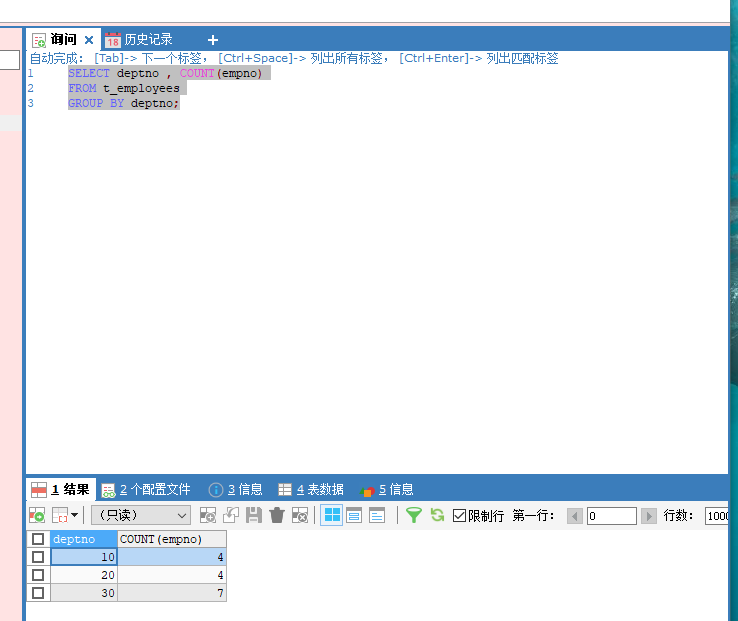 询问 18 历史记录
自动完成: [Tab]-> 下一个标签, [Ctrl+Space]-> 列出所有标签, [Ctrl+Enter]-> 列出匹配标签
1 SELECT deptno , COUNT(empno)
2 FROM t_employees
3 GROUP BY deptno;
1 结果 2 个配置文件 3 信息 4 表数据 5 信息
(只读) 限制行 第一行: 0 行数: 1000
deptno COUNT(empno)
10 4
20 4
30 7